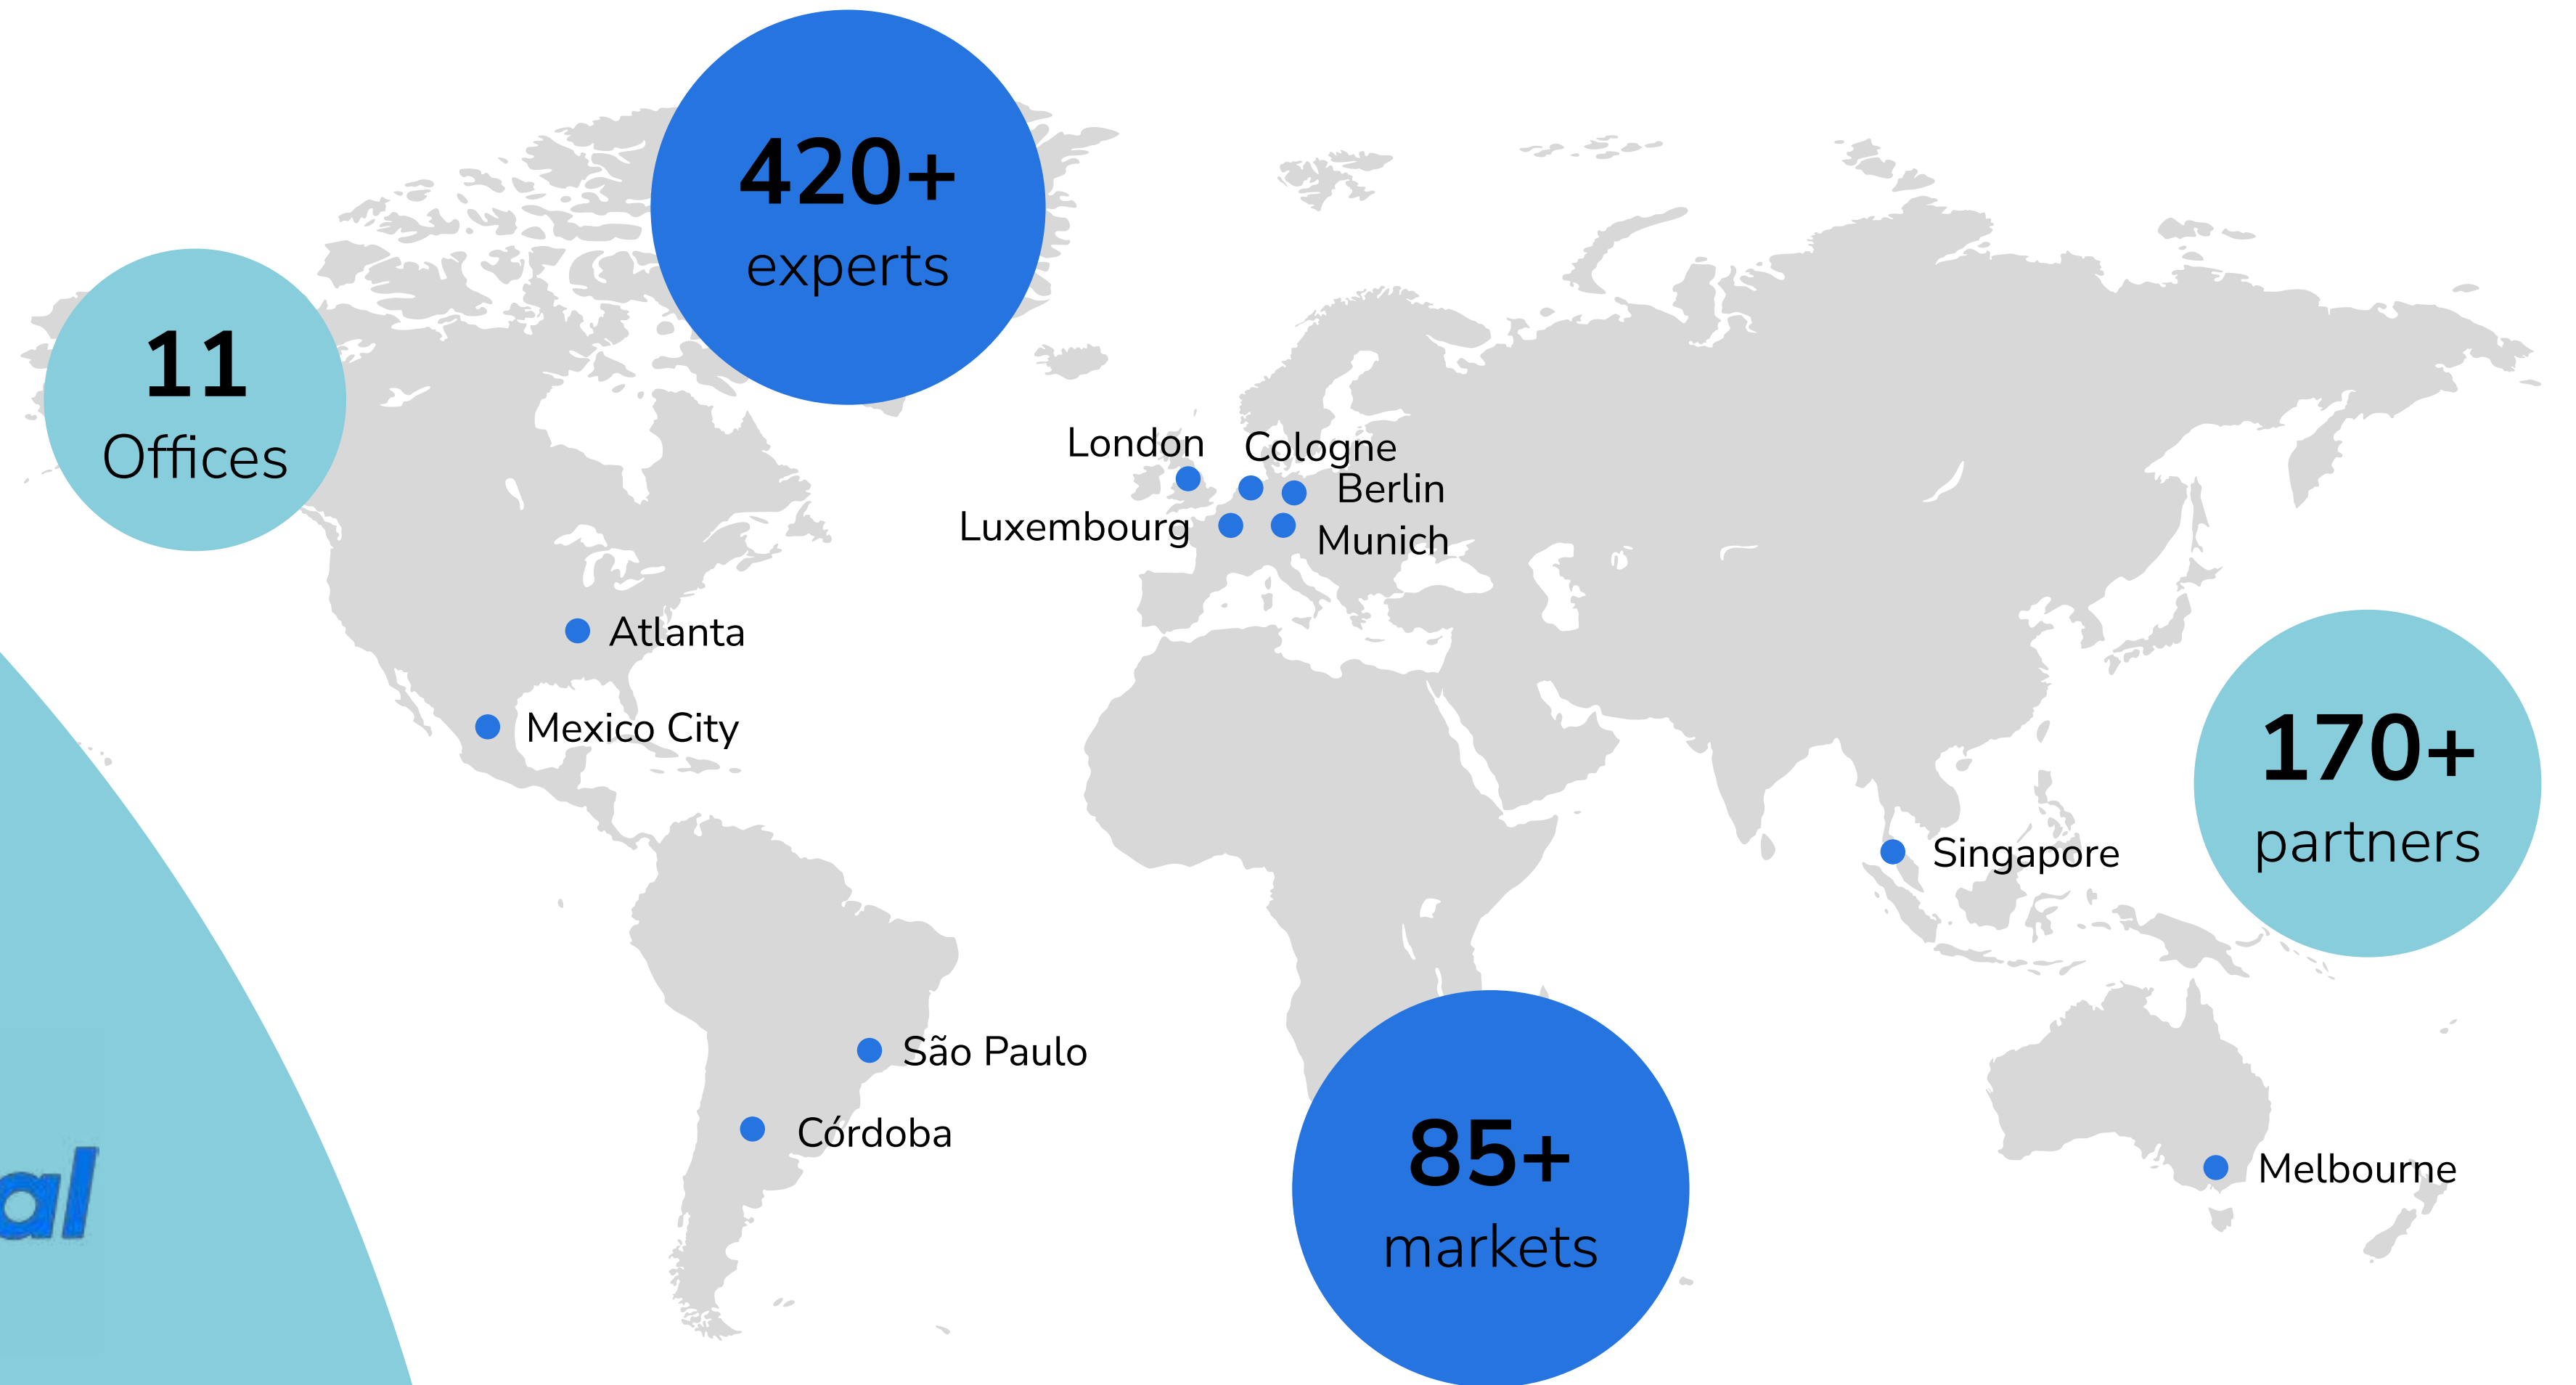 420+
experts
11
Offices
London
Cologne
Berlin
Luxembourg
Munich
Atlanta
Mexico City
170+
partners
Singapore
São Paulo
Córdoba
85+
markets
Melbourne
al